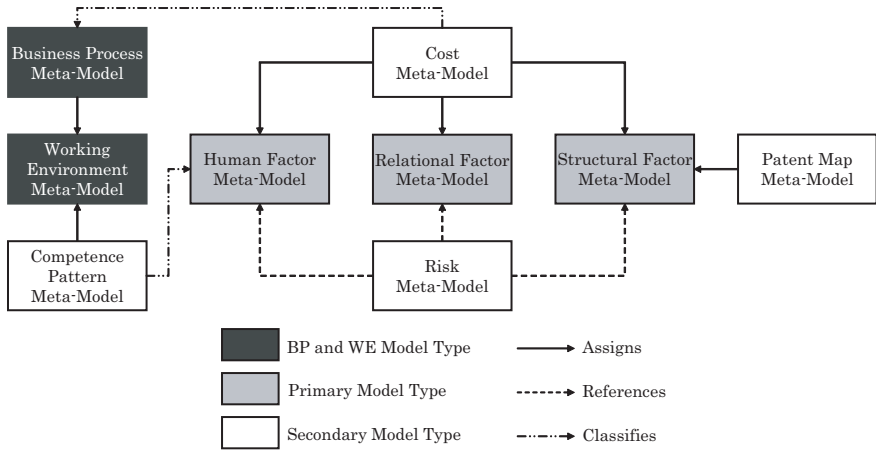 Business Process
Meta-Model
Cost
Meta-Model
Working
Environment
Meta-Model
Human Factor
Meta-Model
Relational Factor
Meta-Model
Structural Factor
Meta-Model
Patent Map
Meta-Model
Competence
Pattern
Meta-Model
Risk
Meta-Model
BP and WE Model Type
Assigns
Primary Model Type
References
Secondary Model Type
Classifies